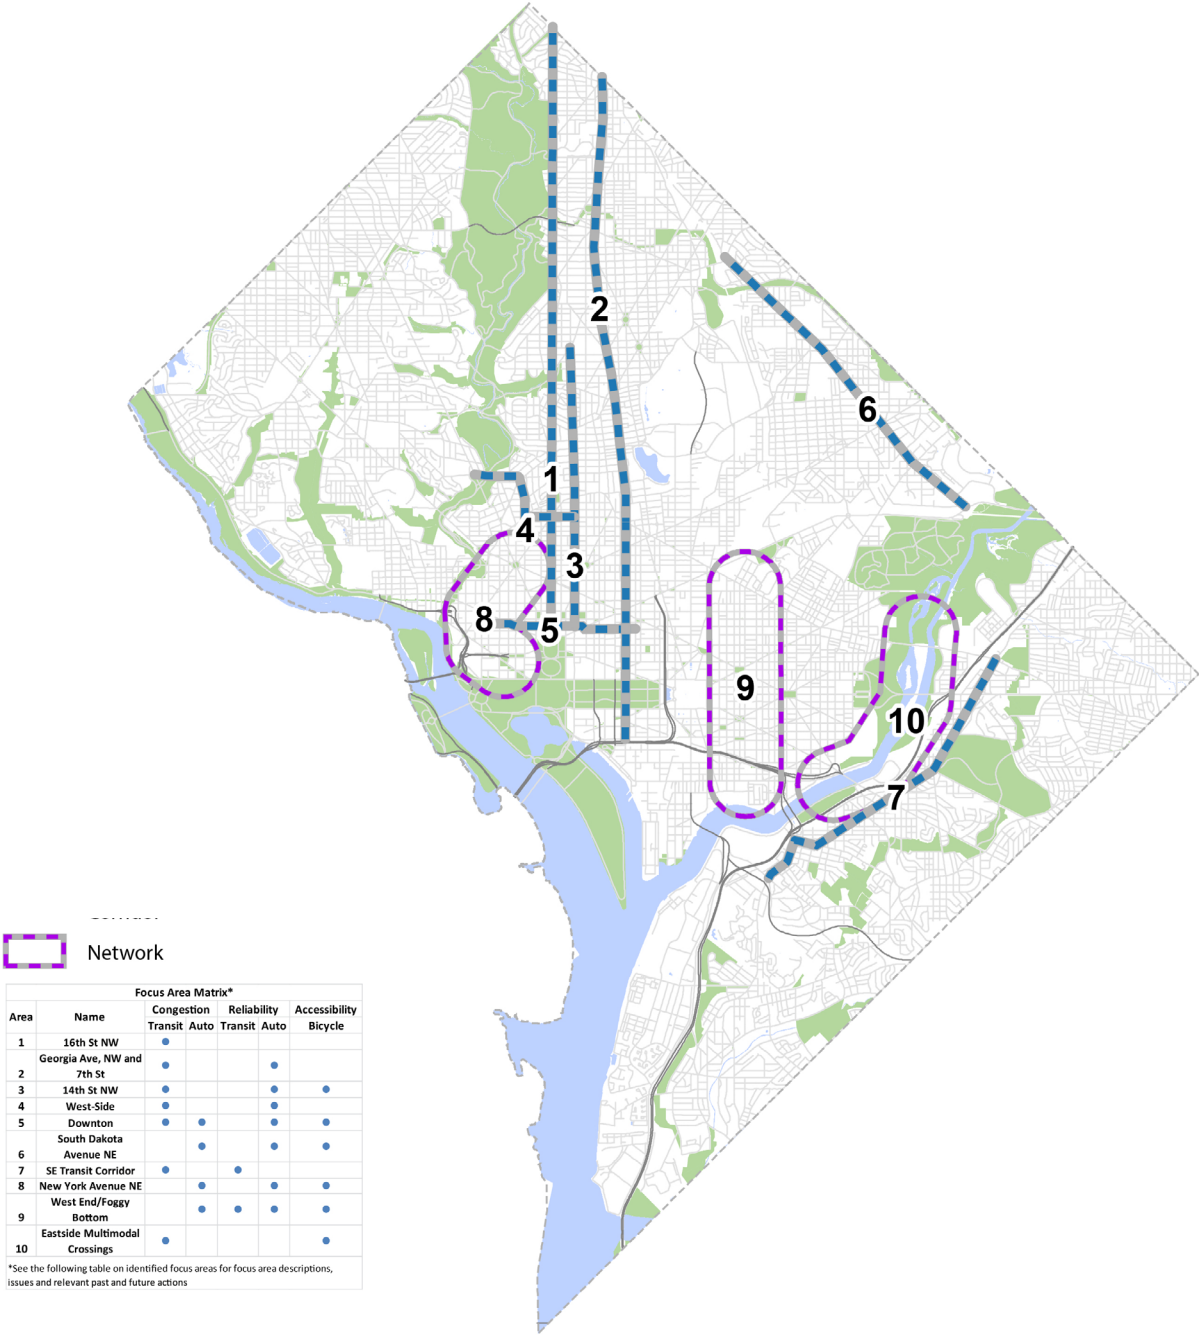 2
6
1
4
3
8
5
9
10
7
Network
Focus Area Matrix*
Area Name Congestion Reliability Accessibility
Transit Auto Transit Auto Bicycle
1 16th St NW
2 Georgia Ave, NW and
7th St
3 14th St NW
4 West-Side
5 Downton
6 South Dakota
Avenue NE
7 SE Transit Corridor
8 New York Avenue NE
9 West End/Foggy
Bottom
10 Eastside Multimodal
Crossings
*See the following table on identified focus areas for focus area descriptions,
issues and relevant past and future actions